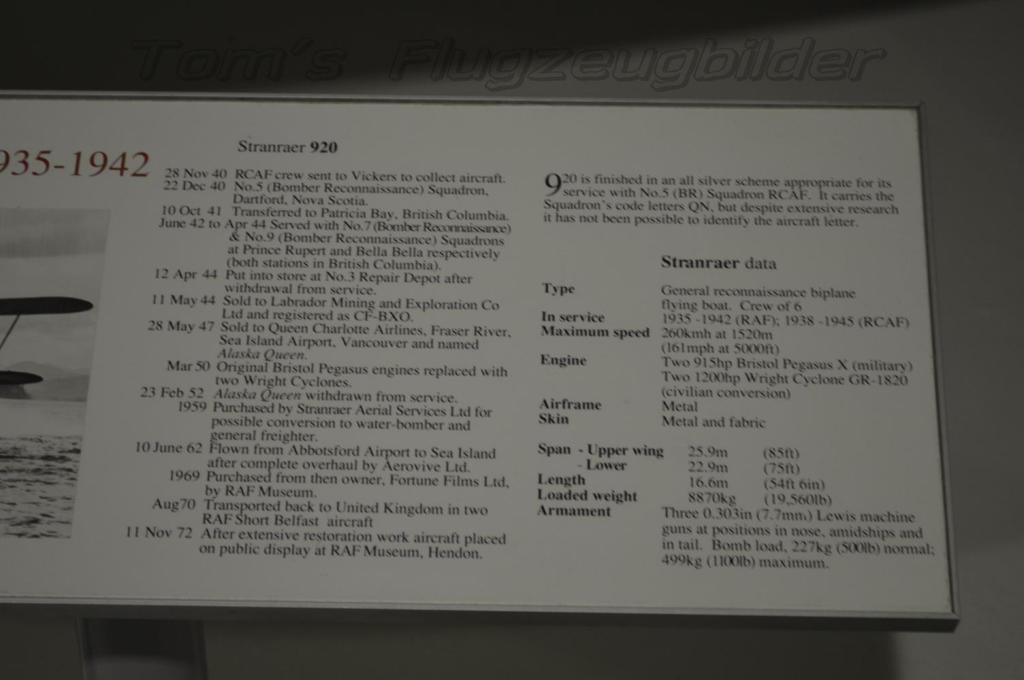 Tom's Flugzeugbilder
935-1942
Stranraer 920
28 Nov 40 RCAF crew sent to Vickers to collect aircraft.
22 Dec 40 No.5 (Bomber Reconnaissance) Squadron,
Dartford, Nova Scotia.
10 Oct 41 Transferred to Patricia Bay, British Columbia.
June 42 to Apr 44 Served with No.7 (Bomber Reconnaissance)
& No.9 (Bomber Reconnaissance) Squadrons
at Prince Rupert and Bella Bella respectively
(both stations in British Columbia).
12 Apr 44 Put into store at No.3 Repair Depot after
withdrawal from service.
11 May 44 Sold to Labrador Mining and Exploration Co
Ltd and registered as CF-BXO.
28 May 47 Sold to Queen Charlotte Airlines, Fraser River,
Sea Island Airport, Vancouver and named
Alaska Queen.
Mar 50 Original Bristol Pegasus engines replaced with
two Wright Cyclones.
23 Feb 52 Alaska Queen withdrawn from service.
1959 Purchased by Stranraer Aerial Services Ltd for
possible conversion to water-bomber and
general freighter.
10 June 62 Flown from Abbotsford Airport to Sea Island
after complete overhaul by Aerovive Ltd.
1969 Purchased from then owner, Fortune Films Ltd,
by RAF Museum.
Aug70 Transported back to United Kingdom in two
RAF Short Belfast aircraft
11 Nov 72 After extensive restoration work aircraft placed
on public display at RAF Museum, Hendon.
920 is finished in an all silver scheme appropriate for its
service with No.5 (BR) Squadron RCAF. It carries the
Squadron's code letters QN, but despite extensive research
it has not been possible to identify the aircraft letter.
Stranraer data
Type General reconnaissance biplane
flying boat. Crew of 6
In service 1935 -1942 (RAF); 1938 -1945 (RCAF)
Maximum speed 260kmh at 1520m
(161mph at 5000ft)
Engine Two 915hp Bristol Pegasus X (military)
Two 1200hp Wright Cyclone GR-1820
(civilian conversion)
Airframe Metal
Skin Metal and fabric
Span - Upper wing 25.9m (85ft)
- Lower 22.9m (75ft)
Length 16.6m (54ft 6in)
Loaded weight 8870kg (19,560lb)
Armament Three 0.303in (7.7mm) Lewis machine
guns at positions in nose, amidships and
in tail. Bomb load, 227kg (500lb) normal;
499kg (1100lb) maximum.